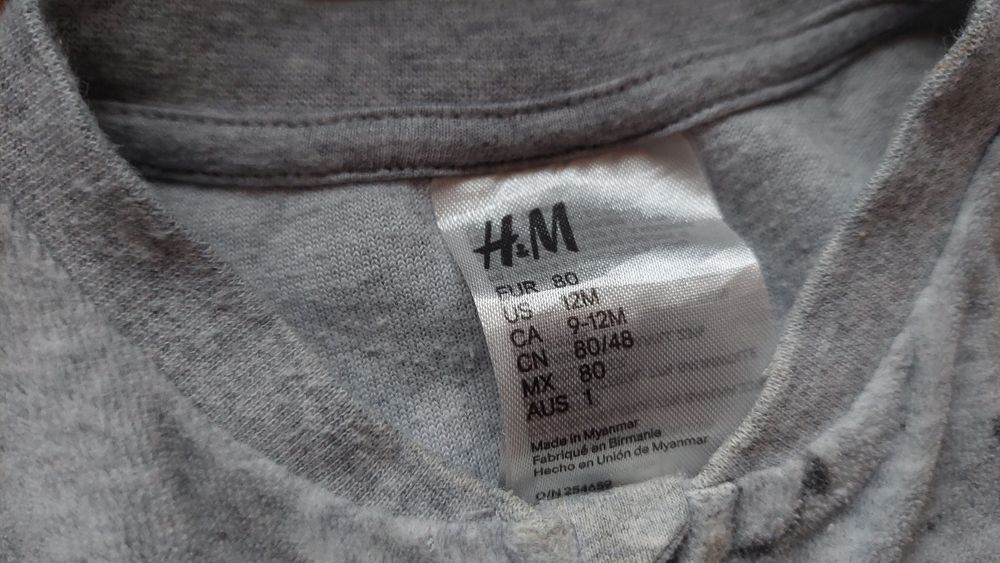 H&M
EUR 80
US 12M
CA 9-12M
CN 80/48
MX 80
AUS 1
Made in Myanmar
Fabriqué en Birmanie
Hecho en Unión de Myanmar
O/N 254689